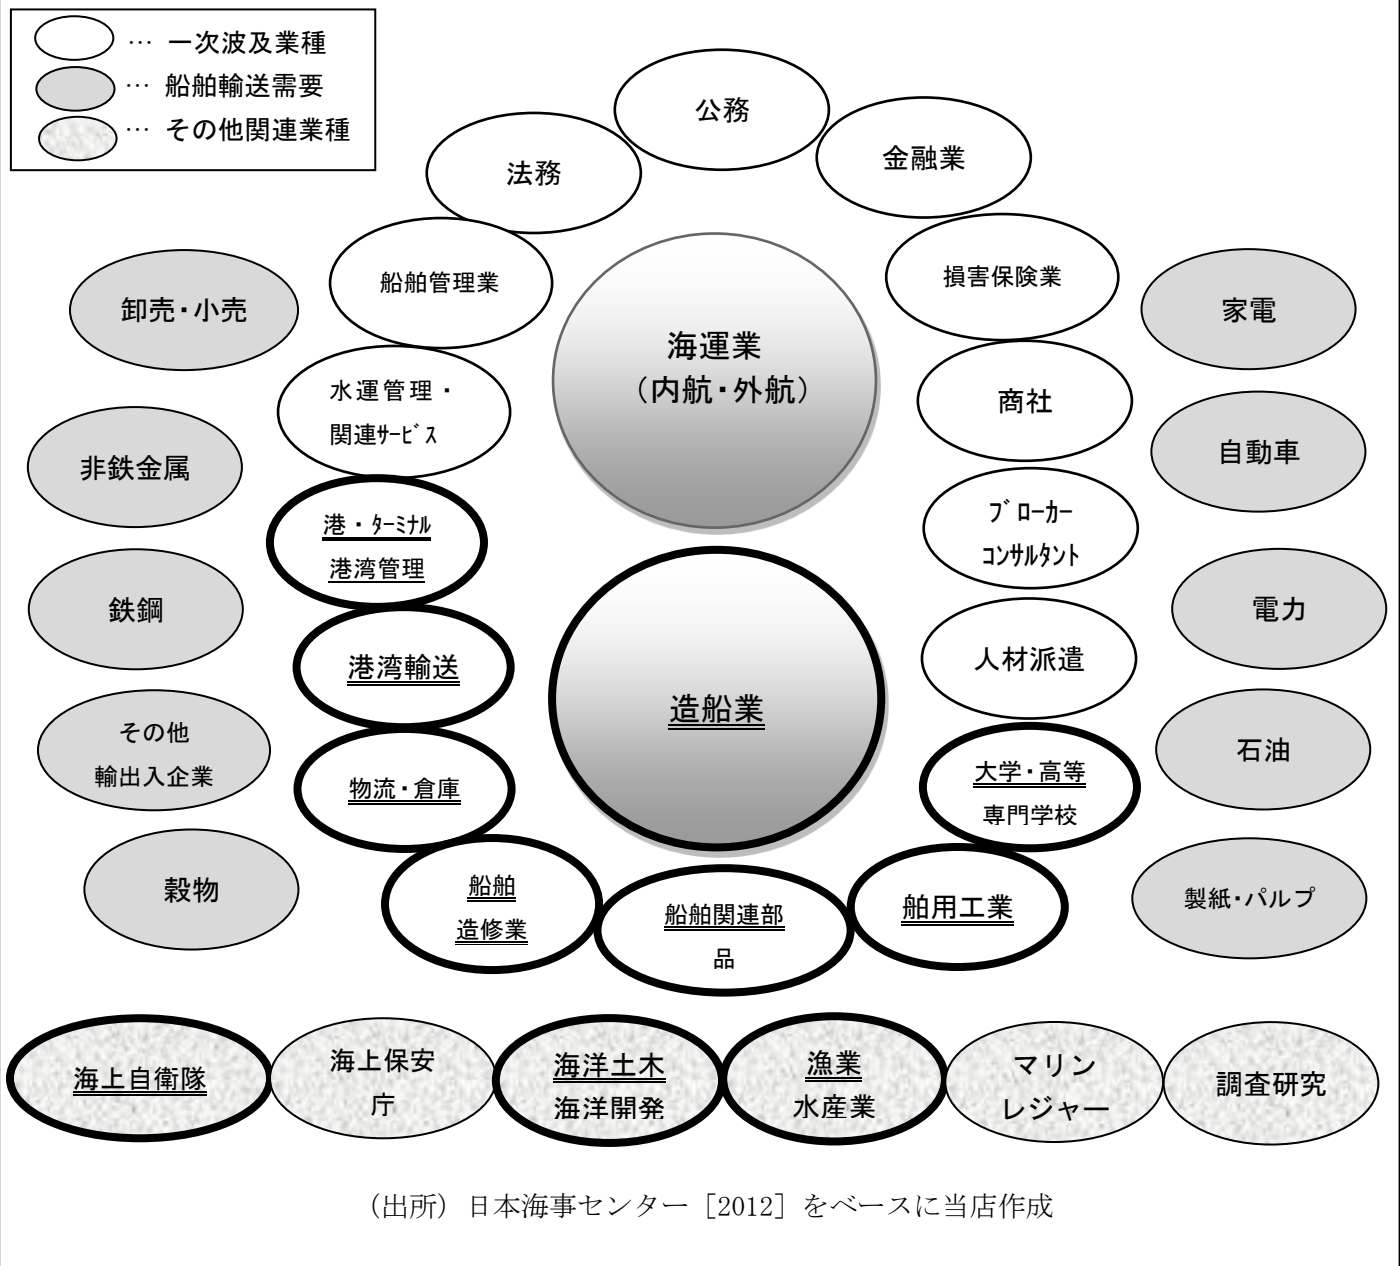 … 一次波及業種
… 船舶輸送需要
… その他関連業種
公務
金融業
法務
船舶管理業
損害保険業
卸売・小売
家電
海運業
（内航・外航）
水運管理・
関連ｻｰﾋﾞｽ
商社
非鉄金属
自動車
港・ﾀｰﾐﾅﾙ
港湾管理
ﾌﾞﾛｰｶｰ
ｺﾝｻﾙﾀﾝﾄ
鉄鋼
電力
港湾輸送
人材派遣
造船業
その他
輸出入企業
石油
物流・倉庫
大学・高等
専門学校
穀物
船舶
造修業
船舶関連部
品
舶用工業
製紙・パルプ
海上自衛隊
海上保安
庁
海洋土木
海洋開発
漁業
水産業
マリン
レジャー
調査研究
（出所）日本海事センター［2012］をベースに当店作成